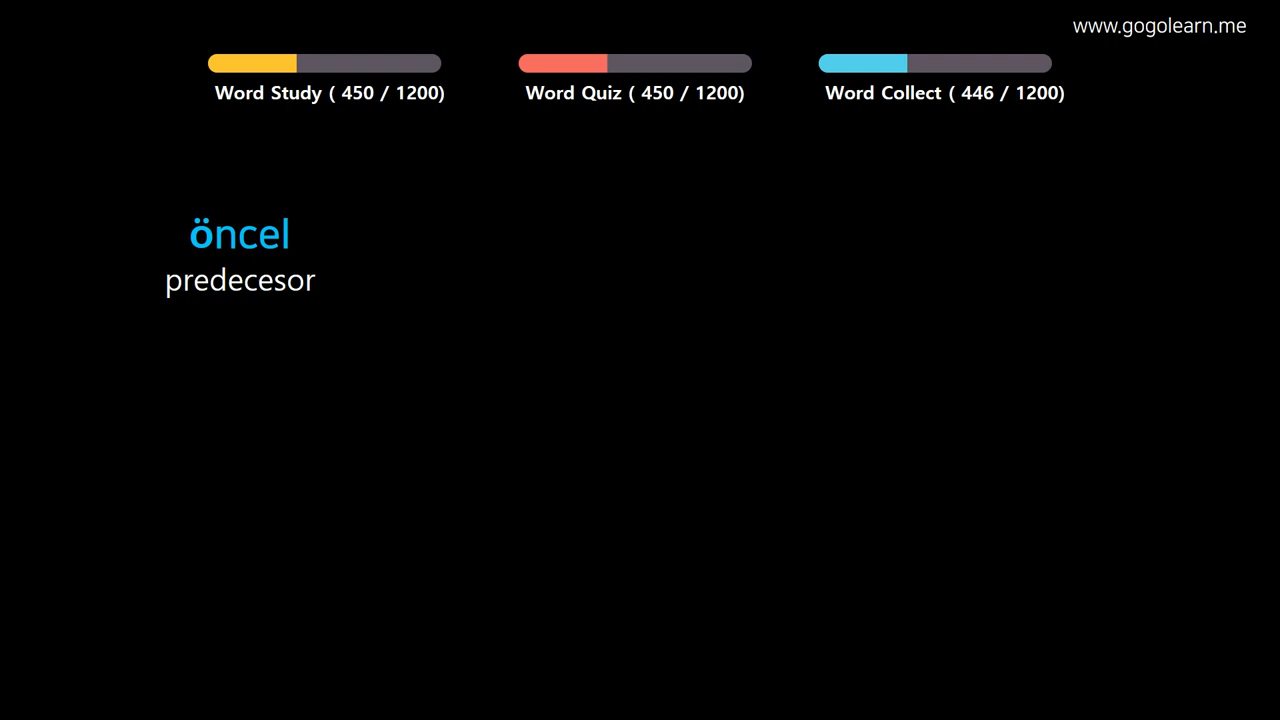 www.gogolearn.me
Word Study ( 450 / 1200)
Word Quiz ( 450 / 1200)
Word Collect ( 446 / 1200)
öncel
predecesor